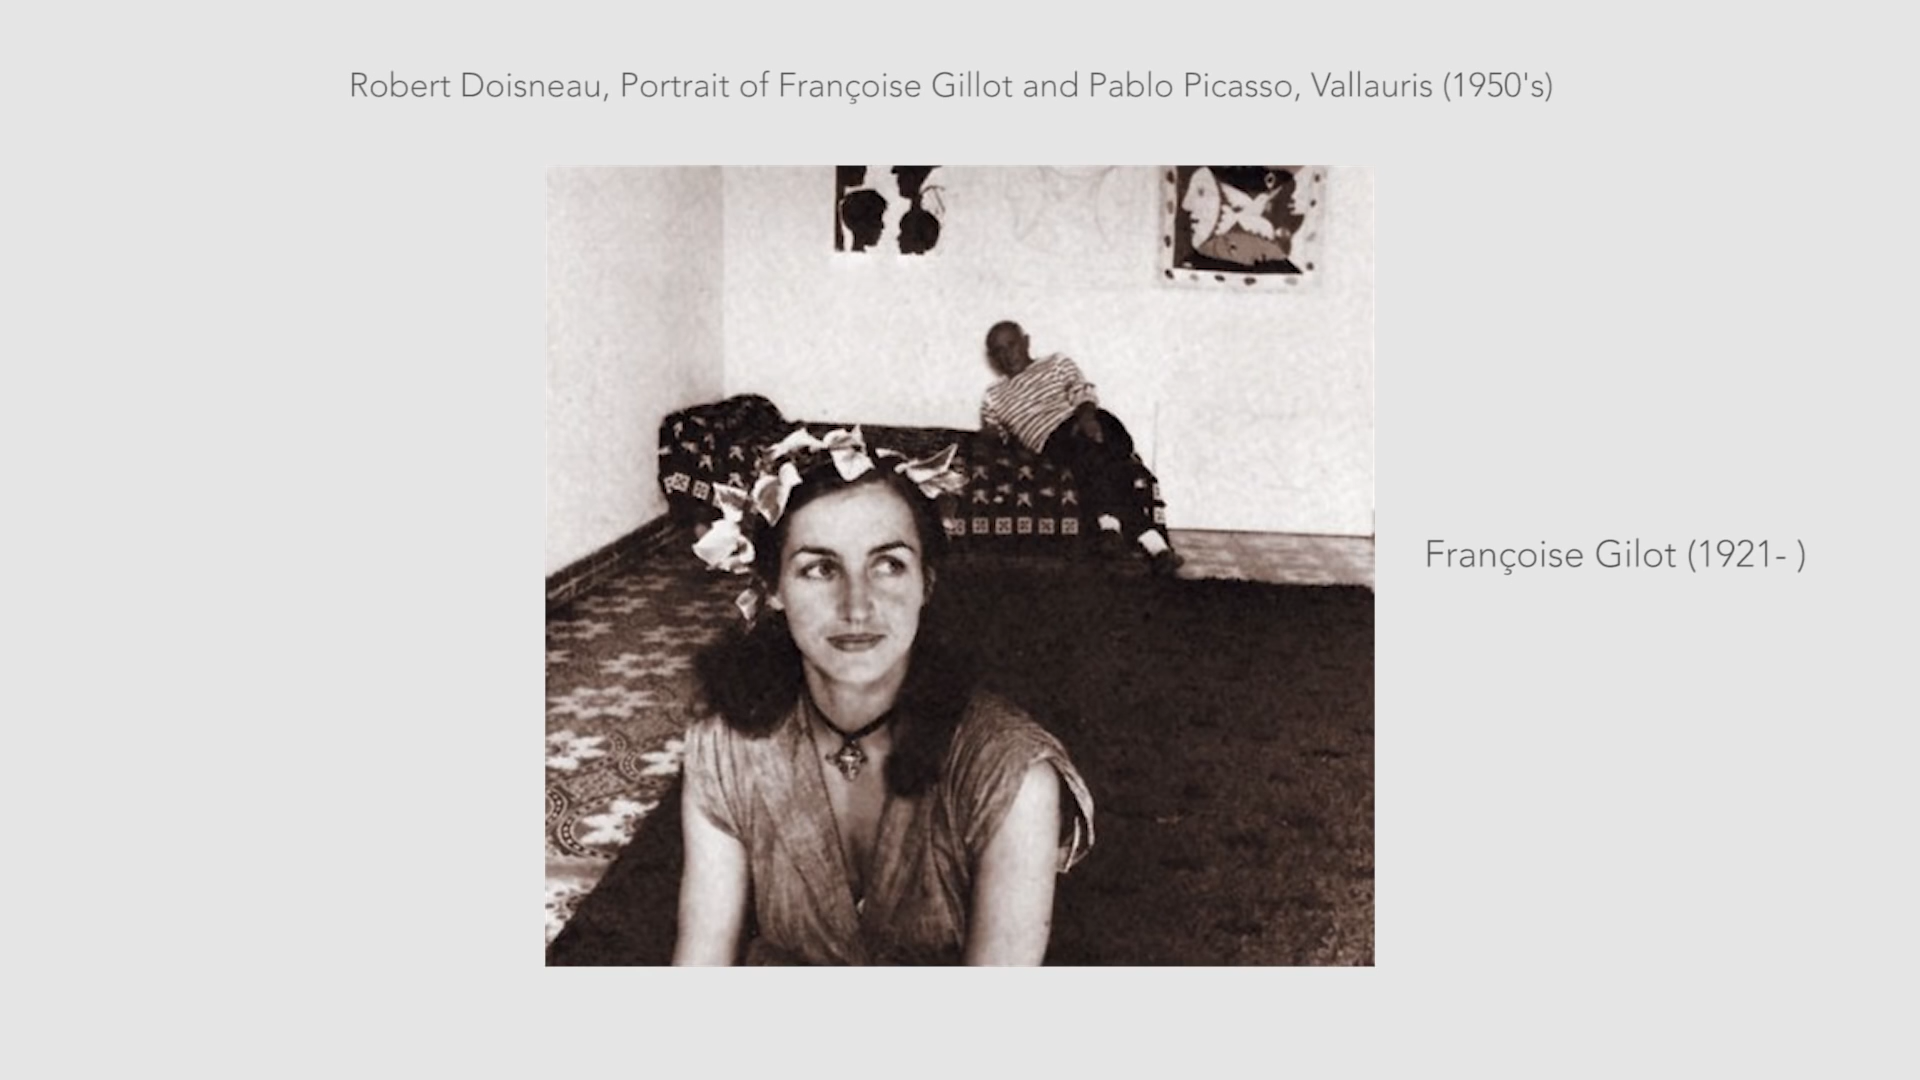 Robert Doisneau, Portrait of Françoise Gillot and Pablo Picasso, Vallauris (1950's)
Françoise Gilot (1921- )